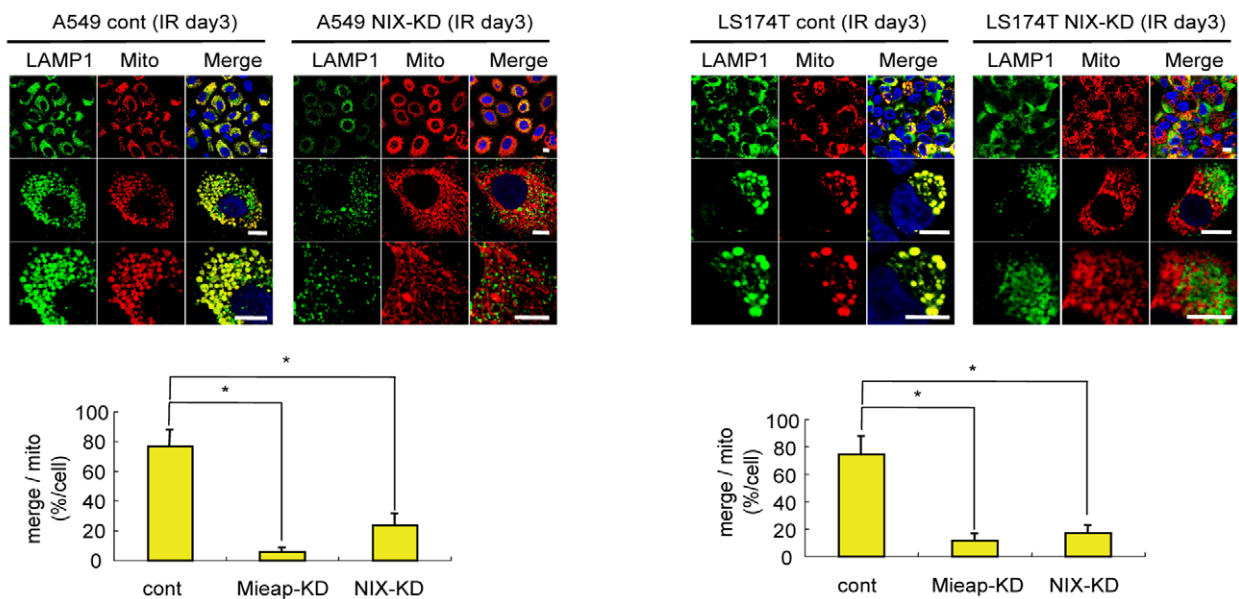 A549 cont (IR day3)
A549 NIX-KD (IR day3)
LAMP1 Mito Merge
LAMP1 Mito Merge
LS174T cont (IR day3)
LS174T NIX-KD (IR day3)
LAMP1 Mito Merge
LAMP1 Mito Merge
*
*
merge / mito
(%/cell)
100
80
60
40
20
0
cont Mieap-KD NIX-KD
*
*
merge / mito
(%/cell)
100
80
60
40
20
0
cont Mieap-KD NIX-KD